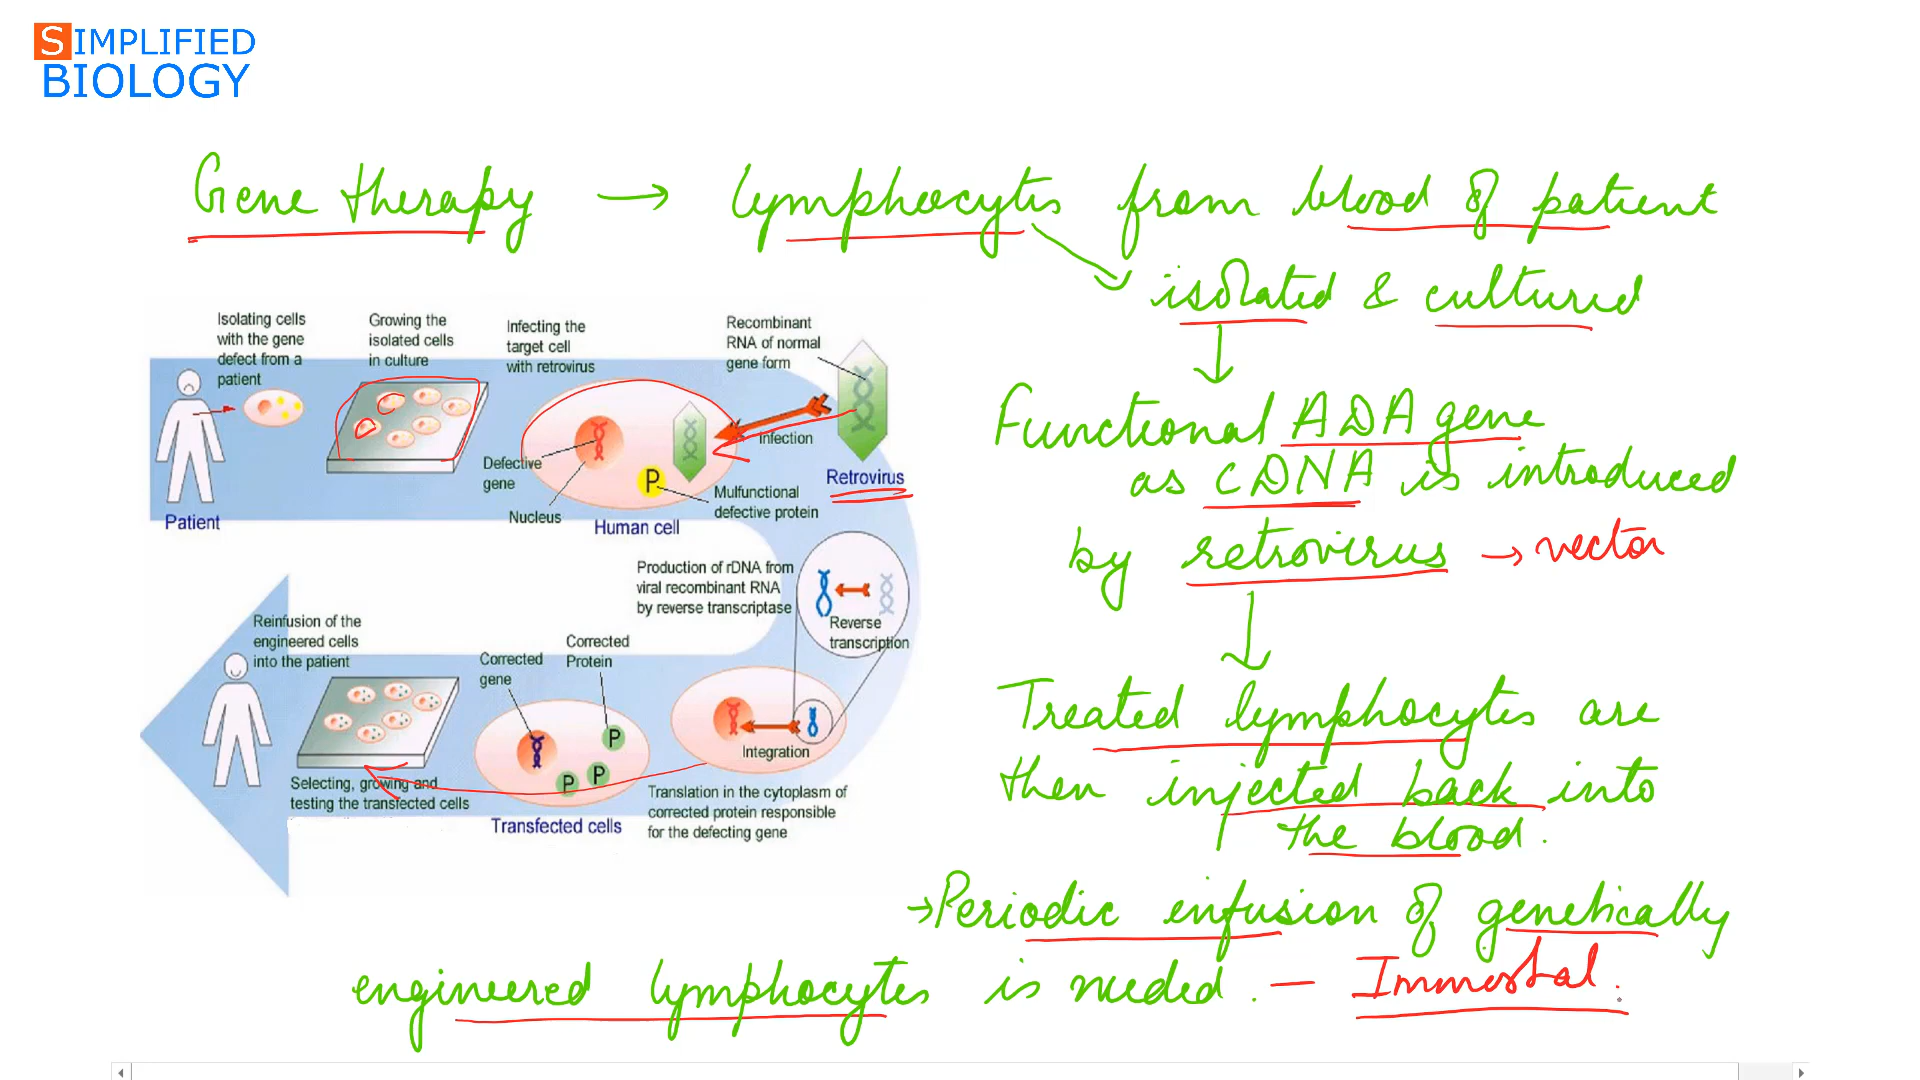 SIMPLIFIED
BIOLOGY
Gene therapy → lymphocytes from blood of patient
isolated & cultured
Functional ADA gene
as cDNA is introduced
by retrovirus → vector
Treated lymphocytes are
then injected back into
the blood.
→ Periodic infusion of genetically
engineered lymphocytes is needed. — Immortal.
Isolating cells
with the gene
defect from a
patient
Growing the
isolated cells
in culture
Infecting the
target cell
with retrovirus
Recombinant
RNA of normal
gene form
Infection
Defective
gene
Nucleus
P
Mulfunctional
defective protein
Retrovirus
Patient
Human cell
Production of rDNA from
viral recombinant RNA
by reverse transcriptase
Reverse
transcription
Reinfusion of the
engineered cells
into the patient
Corrected
gene
Corrected
Protein
P
P
P
Integration
Selecting, growing and
testing the transfected cells
Transfected cells
Translation in the cytoplasm of
corrected protein responsible
for the defecting gene